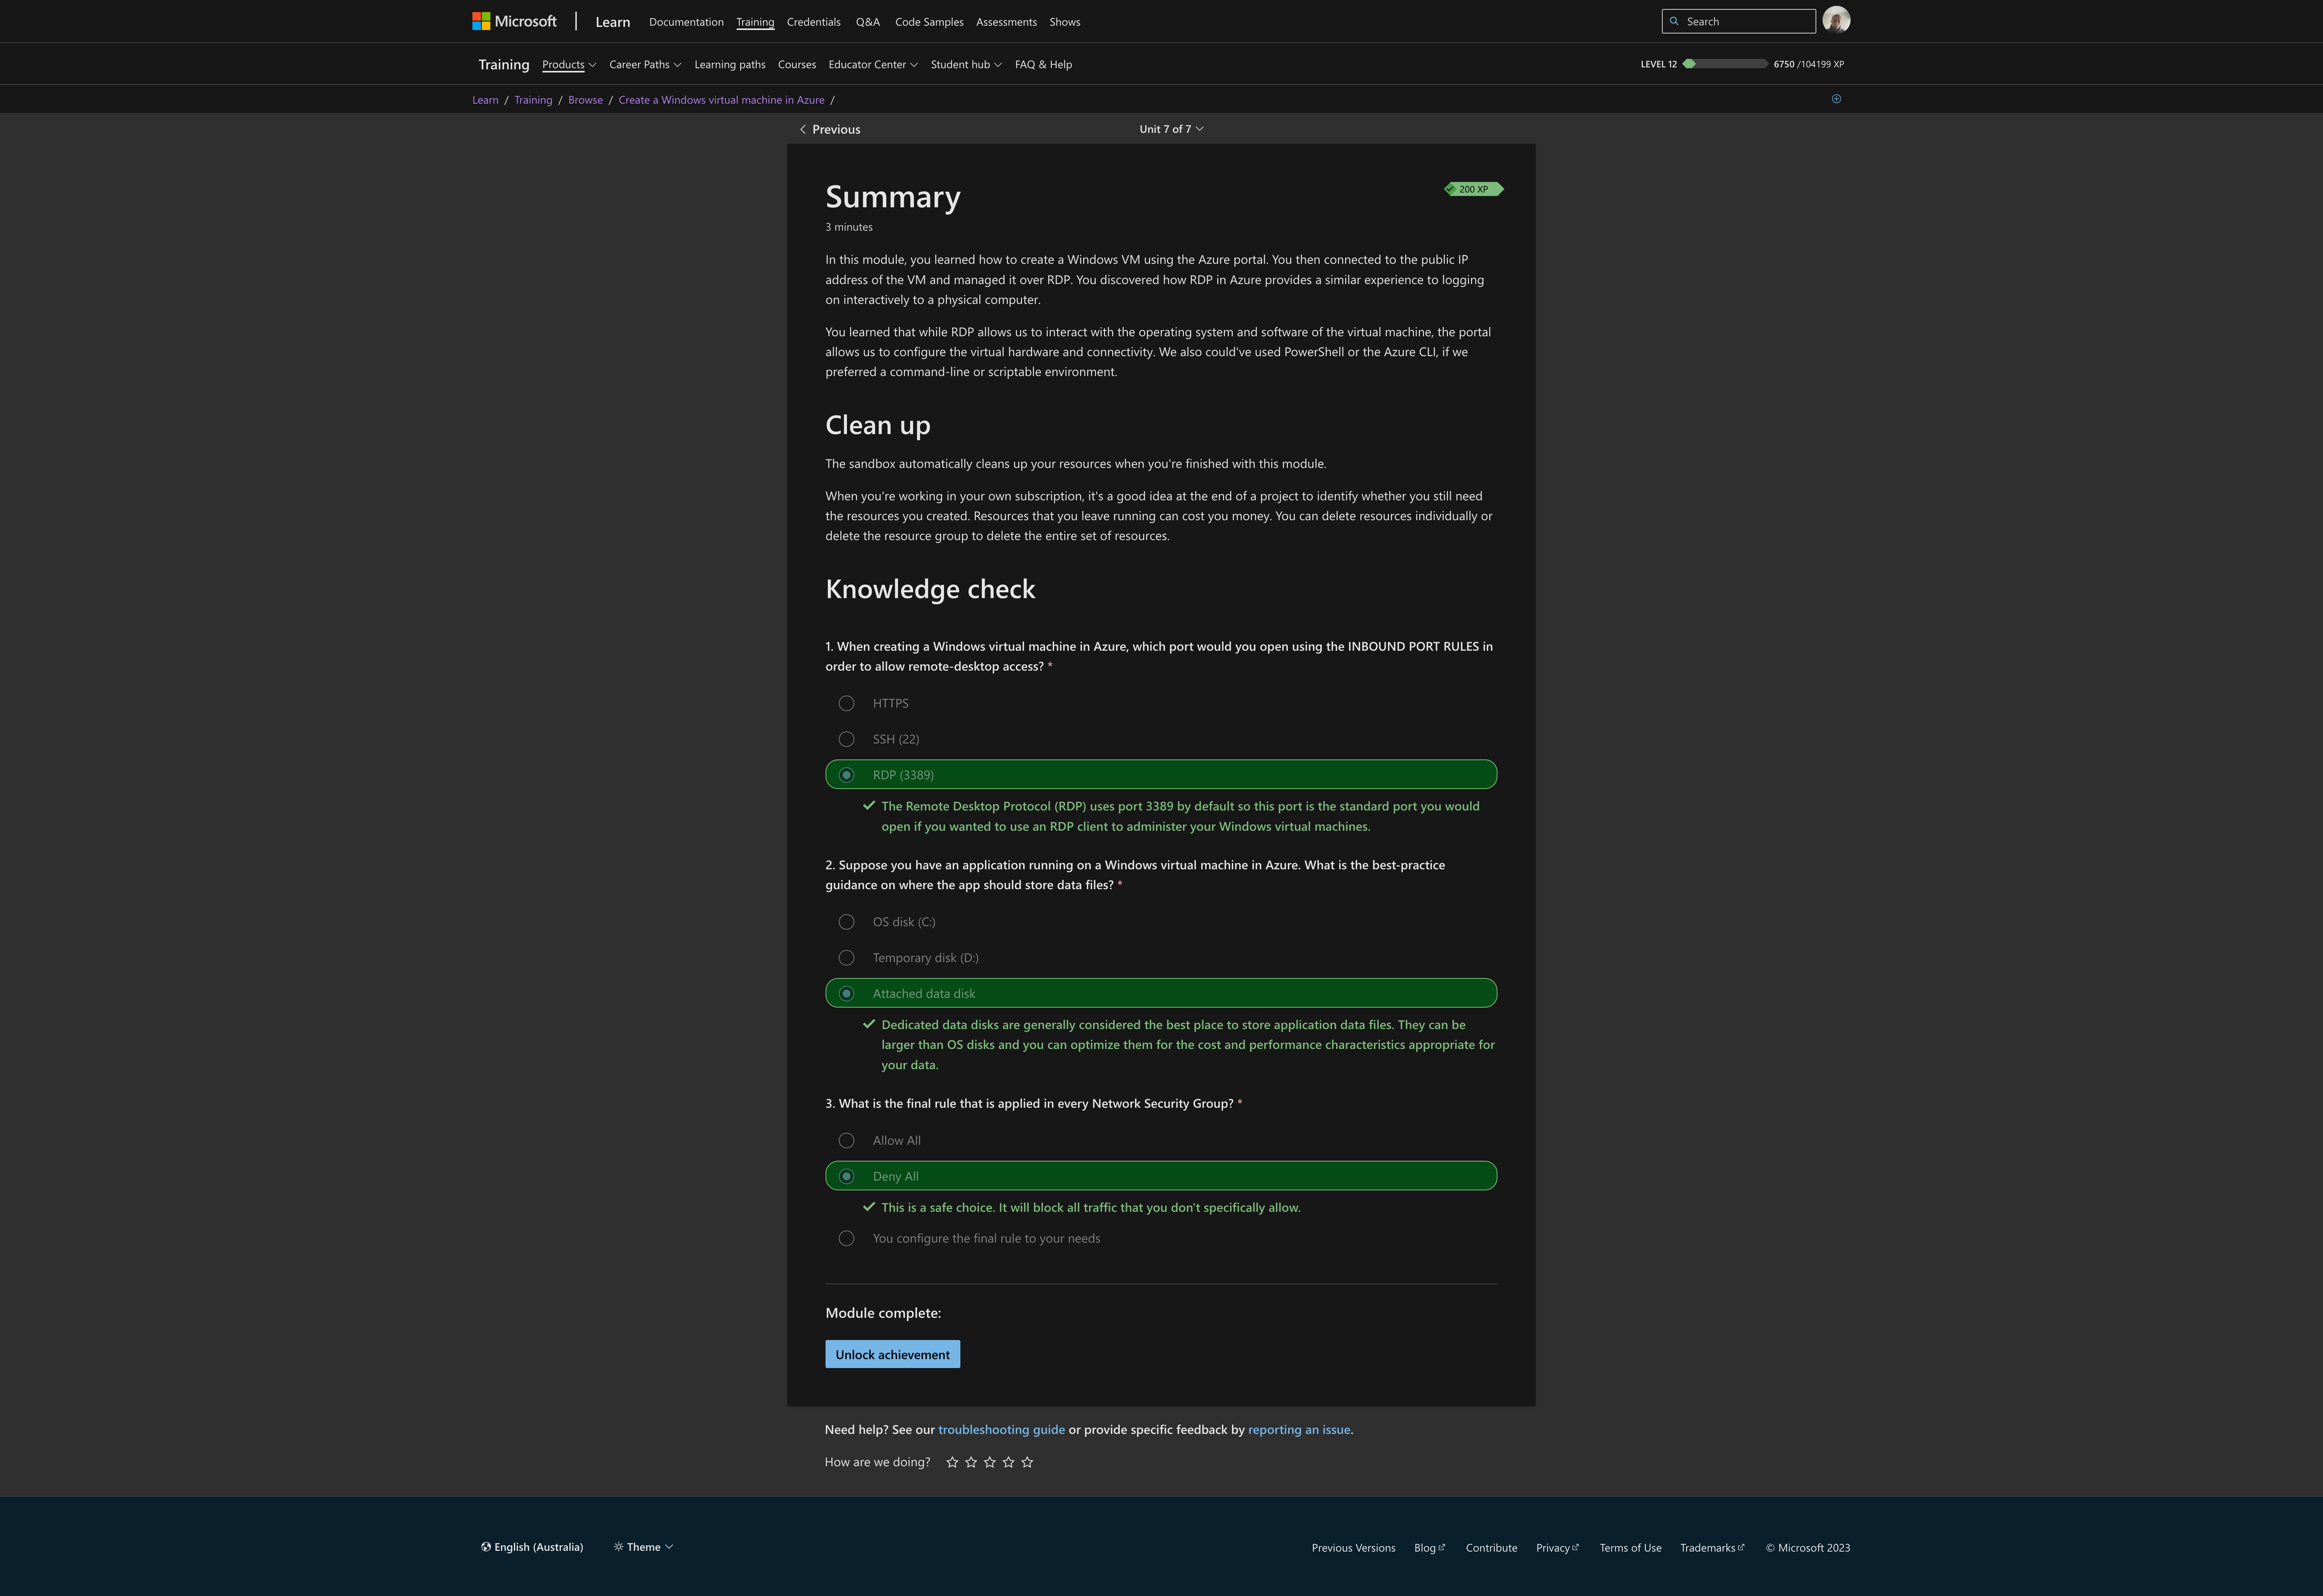 Microsoft
Learn
Documentation
Training
Credentials
Q&A
Code Samples
Assessments
Shows
Search
Training
Products
Career Paths
Learning paths
Courses
Educator Center
Student hub
FAQ & Help
LEVEL 12
6750 /104199 XP
Learn / Training / Browse / Create a Windows virtual machine in Azure /
Previous
Unit 7 of 7
Summary
200 XP
3 minutes
In this module, you learned how to create a Windows VM using the Azure portal. You then connected to the public IP
address of the VM and managed it over RDP. You discovered how RDP in Azure provides a similar experience to logging
on interactively to a physical computer.
You learned that while RDP allows us to interact with the operating system and software of the virtual machine, the portal
allows us to configure the virtual hardware and connectivity. We also could've used PowerShell or the Azure CLI, if we
preferred a command-line or scriptable environment.
Clean up
The sandbox automatically cleans up your resources when you're finished with this module.
When you're working in your own subscription, it's a good idea at the end of a project to identify whether you still need
the resources you created. Resources that you leave running can cost you money. You can delete resources individually or
delete the resource group to delete the entire set of resources.
Knowledge check
1. When creating a Windows virtual machine in Azure, which port would you open using the INBOUND PORT RULES in
order to allow remote-desktop access? *
HTTPS
SSH (22)
RDP (3389)
The Remote Desktop Protocol (RDP) uses port 3389 by default so this port is the standard port you would
open if you wanted to use an RDP client to administer your Windows virtual machines.
2. Suppose you have an application running on a Windows virtual machine in Azure. What is the best-practice
guidance on where the app should store data files? *
OS disk (C:)
Temporary disk (D:)
Attached data disk
Dedicated data disks are generally considered the best place to store application data files. They can be
larger than OS disks and you can optimize them for the cost and performance characteristics appropriate for
your data.
3. What is the final rule that is applied in every Network Security Group? *
Allow All
Deny All
This is a safe choice. It will block all traffic that you don't specifically allow.
You configure the final rule to your needs
Module complete:
Unlock achievement
Need help? See our troubleshooting guide or provide specific feedback by reporting an issue.
How are we doing?
English (Australia)
Theme
Previous Versions
Blog
Contribute
Privacy
Terms of Use
Trademarks
© Microsoft 2023